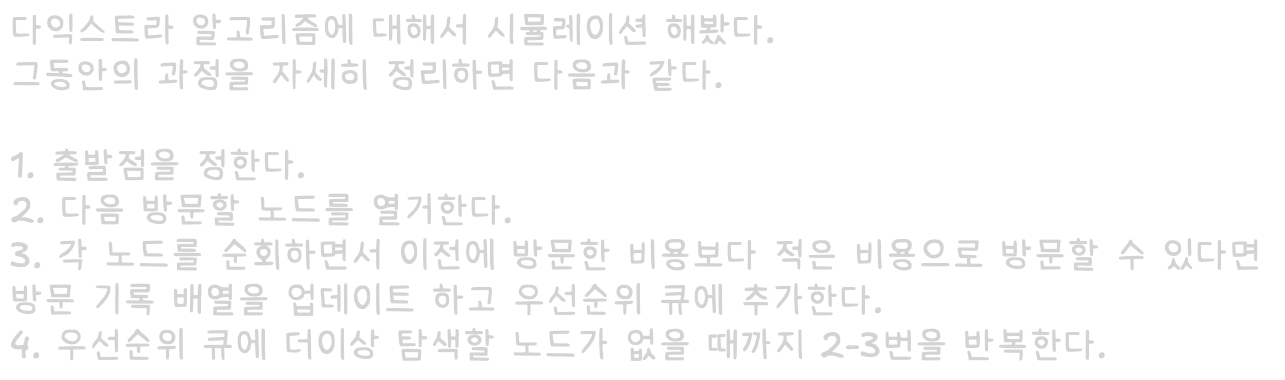 다익스트라 알고리즘에 대해서 시뮬레이션 해봤다.
그동안의 과정을 자세히 정리하면 다음과 같다.
1. 출발점을 정한다.
2. 다음 방문할 노드를 열거한다.
3. 각 노드를 순회하면서 이전에 방문한 비용보다 적은 비용으로 방문할 수 있다면
방문 기록 배열을 업데이트 하고 우선순위 큐에 추가한다.
4. 우선순위 큐에 더이상 탐색할 노드가 없을 때까지 2-3번을 반복한다.